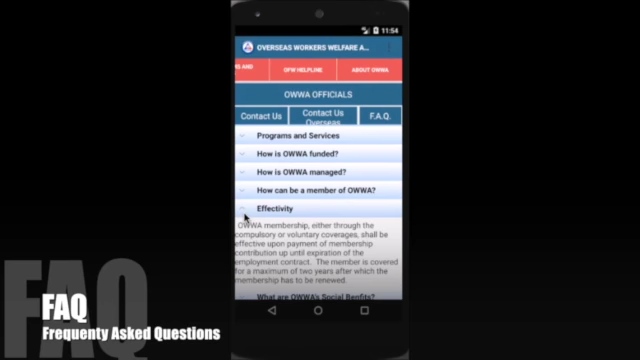 11:54
OVERSEAS WORKERS WELFARE A...
RS AND
OFW HELPLINE
ABOUT OWWA
OWWA OFFICIALS
Contact Us
Contact Us
Overseas
F.A.Q.
Programs and Services
How is OWWA funded?
How is OWWA managed?
How can be a member of OWWA?
Effectivity
OWWA membership, either through the
compulsory or voluntary coverages, shall be
effective upon payment of membership
contribution up until expiration of the
employment contract. The member is covered
for a maximum of two years after which the
membership has to be renewed.
What are OWWA's Social Benfits?
FAQ
FAQ
Frequenty Asked Questions